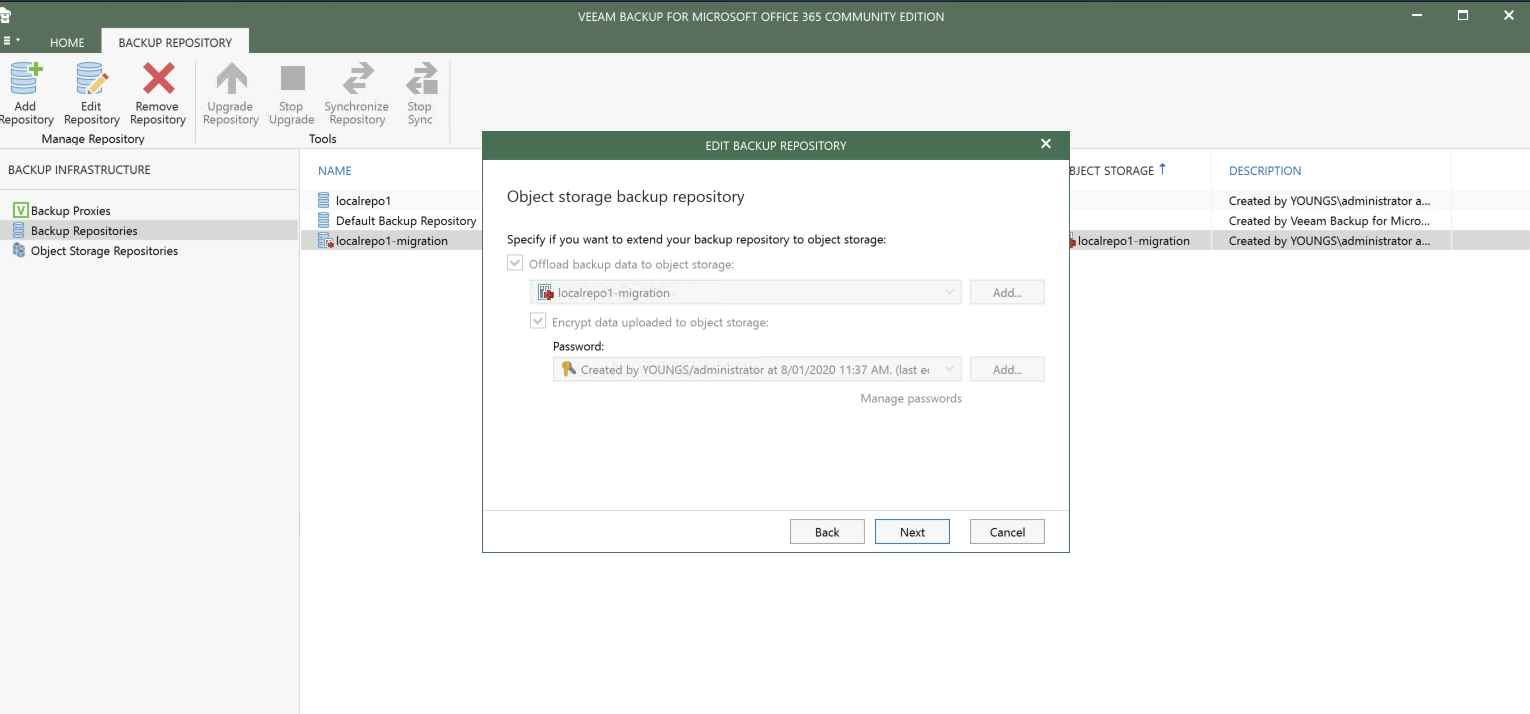 VEEAM BACKUP FOR MICROSOFT OFFICE 365 COMMUNITY EDITION
HOME
BACKUP REPOSITORY
Add
Repository
Edit
Repository
Remove
Repository
Manage Repository
Upgrade
Repository
Stop
Upgrade
Synchronize
Repository
Stop
Sync
Tools
BACKUP INFRASTRUCTURE
Backup Proxies
Backup Repositories
Object Storage Repositories
NAME
BJECT STORAGE
DESCRIPTION
localrepo1
Created by YOUNGS\administrator a...
Default Backup Repository
Created by Veeam Backup for Micro...
localrepo1-migration
localrepo1-migration
Created by YOUNGS\administrator a...
EDIT BACKUP REPOSITORY
Object storage backup repository
Specify if you want to extend your backup repository to object storage:
Offload backup data to object storage:
localrepo1-migration
Add...
Encrypt data uploaded to object storage:
Password:
Created by YOUNGS/administrator at 8/01/2020 11:37 AM. (last e
Add...
Manage passwords
Back
Next
Cancel